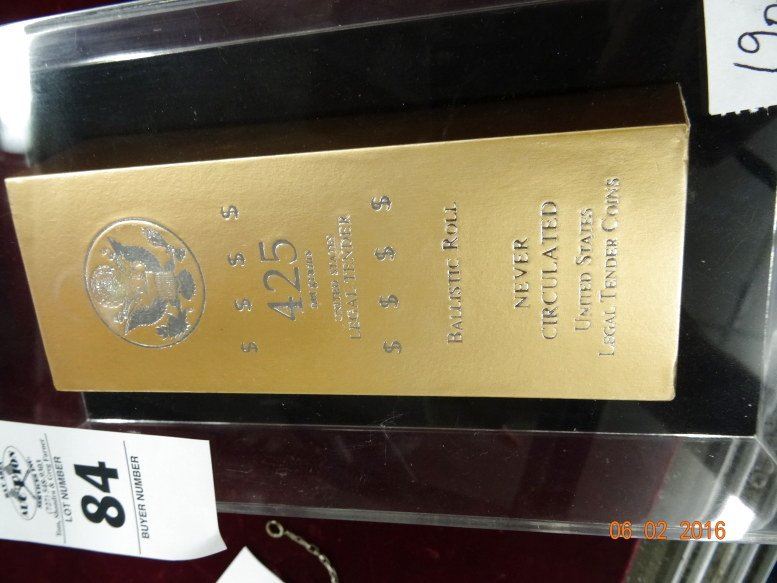 $ $ $ $
425
UNITED STATES
LEGAL TENDER
$ $ $ $
BALLISTIC ROLL
NEVER
CIRCULATED
UNITED STATES
LEGAL TENDER COINS
LOT NUMBER
84
BUYER NUMBER
06 02 2016